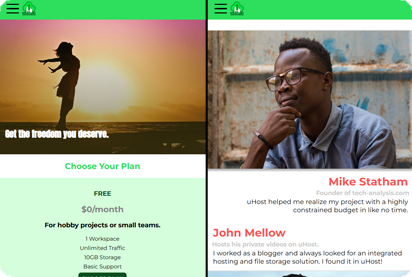 Get the freedom you deserve.
Choose Your Plan
FREE
$0/month
For hobby projects or small teams.
1 Workspace
Unlimited Traffic
10GB Storage
Basic Support
Mike Statham
Founder of tech-analysis.com
uHost helped me realize my project with a highly
constrained budget in like no time.
John Mellow
Hosts his private videos on uHost.
I worked as a blogger and always looked for an integrated
hosting and file storage solution. I found it in uHost!